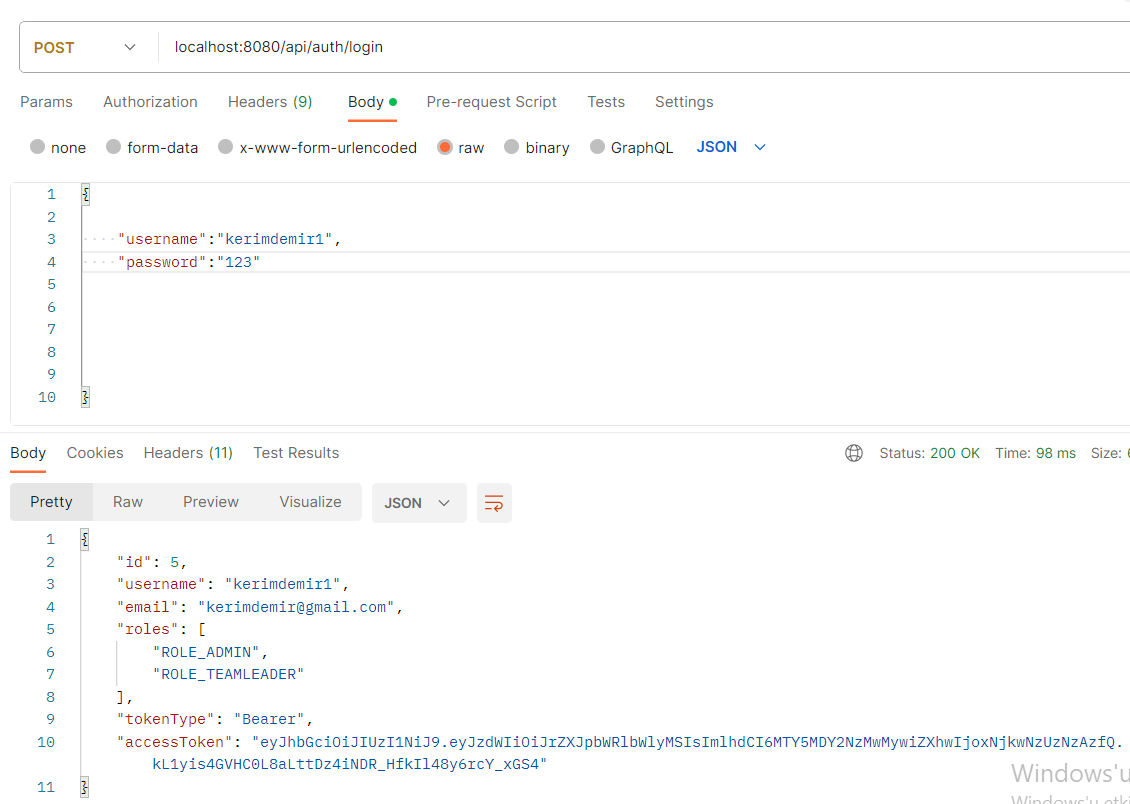 POST localhost:8080/api/auth/login
Params Authorization Headers (9) Body Pre-request Script Tests Settings
none form-data x-www-form-urlencoded raw binary GraphQL JSON
1 {
2
3 "username":"kerimdemir1",
4 "password":"123"
5
6
7
8
9
10 }
Body Cookies Headers (11) Test Results Status: 200 OK Time: 98 ms Size:
Pretty Raw Preview Visualize JSON
1 {
2 "id": 5,
3 "username": "kerimdemir1",
4 "email": "kerimdemir@gmail.com",
5 "roles": [
6 "ROLE_ADMIN",
7 "ROLE_TEAMLEADER"
8 ],
9 "tokenType": "Bearer",
10 "accessToken": "eyJhbGciOiJIUzI1NiJ9.eyJzdWIiOiJrZXJpbWRlbWlyMSIsImlhdCI6MTY5MDY2NzMwMywiZXhwIjoxNjkwNzUzNzAzfQ.
kL1yis4GVHC0L8aLttDz4iNDR_HfkIl48y6rcY_xGS4"
11 }
Windows'u
Windows'u etki